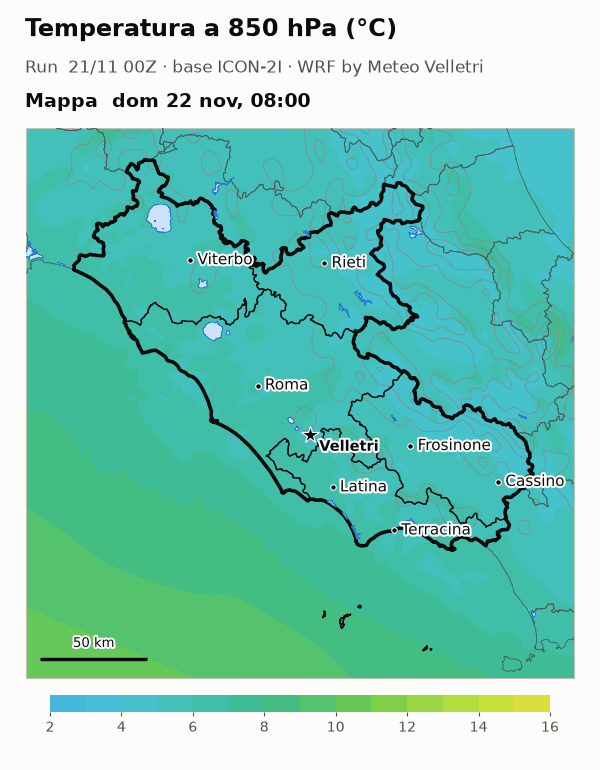 Temperatura a 850 hPa (°C)
Run  21/11 00Z · base ICON-2I · WRF by Meteo Velletri
Mappa  dom 22 nov, 08:00
Viterbo
Rieti
Roma
Velletri
Frosinone
Cassino
Latina
Terracina
50 km
2 4 6 8 10 12 14 16